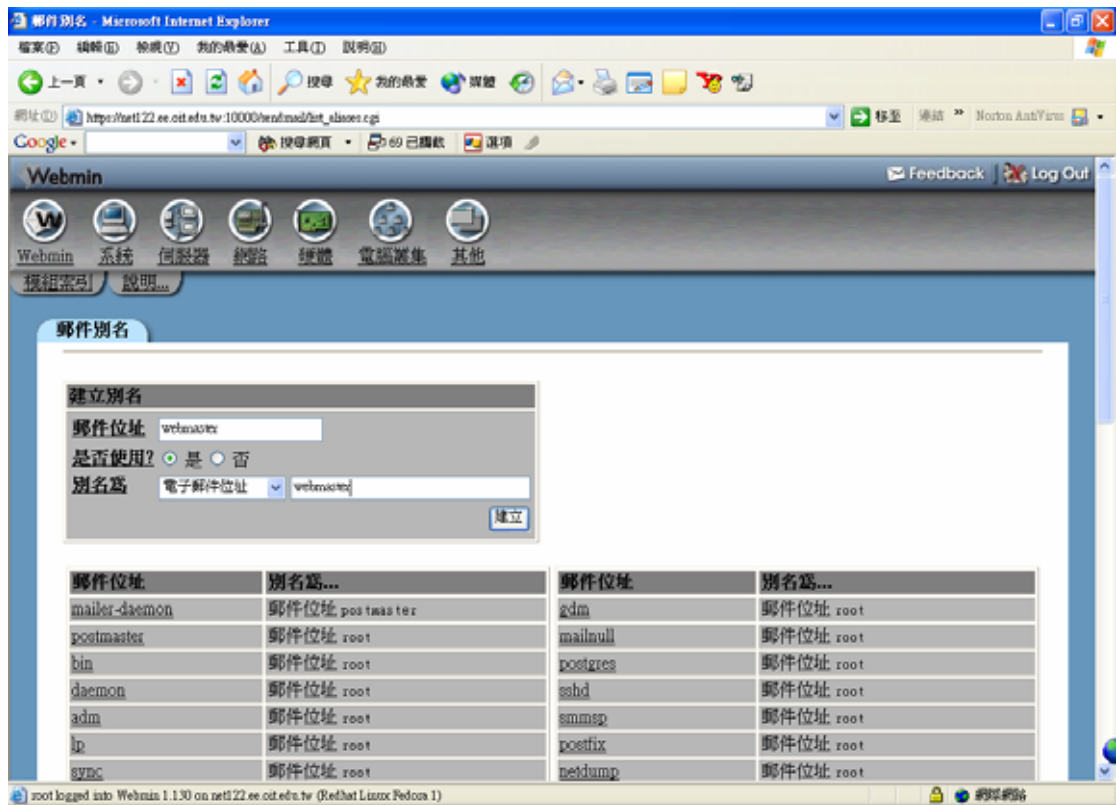 郵件別名 - Microsoft Internet Explorer
檔案(F) 編輯(E) 檢視(V) 我的最愛(A) 工具(T) 說明(H)
上一頁 搜尋 我的最愛 媒體
網址(D) https://net122.ee.oit.edu.tw:10000/sendmail/list_aliases.cgi 移至 連結 » Norton AntiVirus
Google 搜尋網頁 69 已攔截 選項
Webmin Feedback Log Out
Webmin 系統 伺服器 網路 硬體 電腦叢集 其他
模組索引 說明...
郵件別名
建立別名
郵件位址 webmaster
是否使用? 是 否
別名為 電子郵件位址 webmaster
建立
郵件位址 別名為... 郵件位址 別名為...
mailer-daemon 郵件位址 postmaster gdm 郵件位址 root
postmaster 郵件位址 root mailnull 郵件位址 root
bin 郵件位址 root postgres 郵件位址 root
daemon 郵件位址 root sshd 郵件位址 root
adm 郵件位址 root smmsp 郵件位址 root
lp 郵件位址 root postfix 郵件位址 root
sync 郵件位址 root netdump 郵件位址 root
root logged into Webmin 1.130 on net122.ee.oit.edu.tw (Redhat Linux Fedora 1) 網際網路